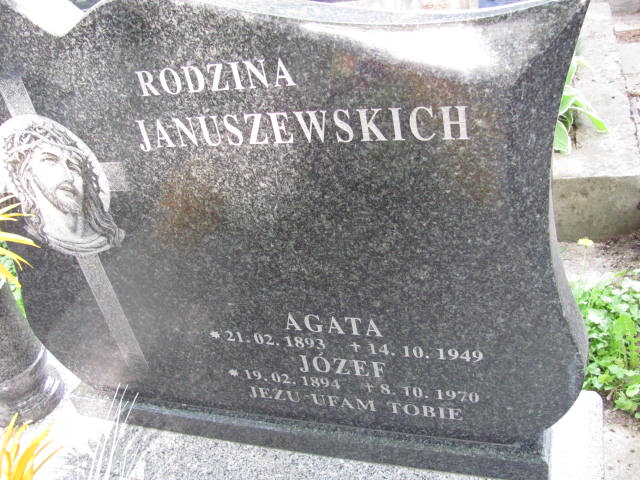 RODZINA
JANUSZEWSKICH
AGATA
* 21. 02. 1893 + 14. 10. 1949
JÓZEF
* 19. 02. 1894 + 8. 10. 1970
JEZU UFAM TOBIE